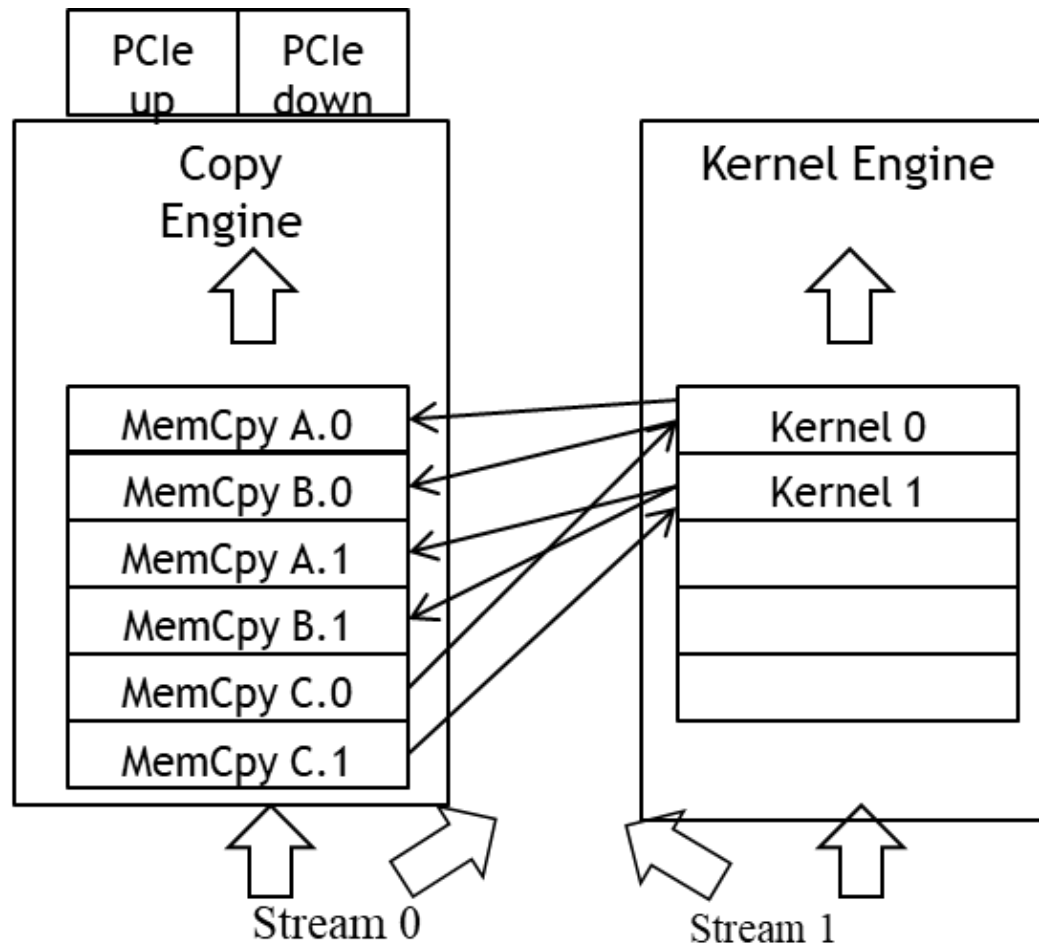 PCIe
up
PCIe
down
Copy
Engine
Kernel Engine
MemCpy A.0
MemCpy B.0
MemCpy A.1
MemCpy B.1
MemCpy C.0
MemCpy C.1
Kernel 0
Kernel 1
Stream 0
Stream 1